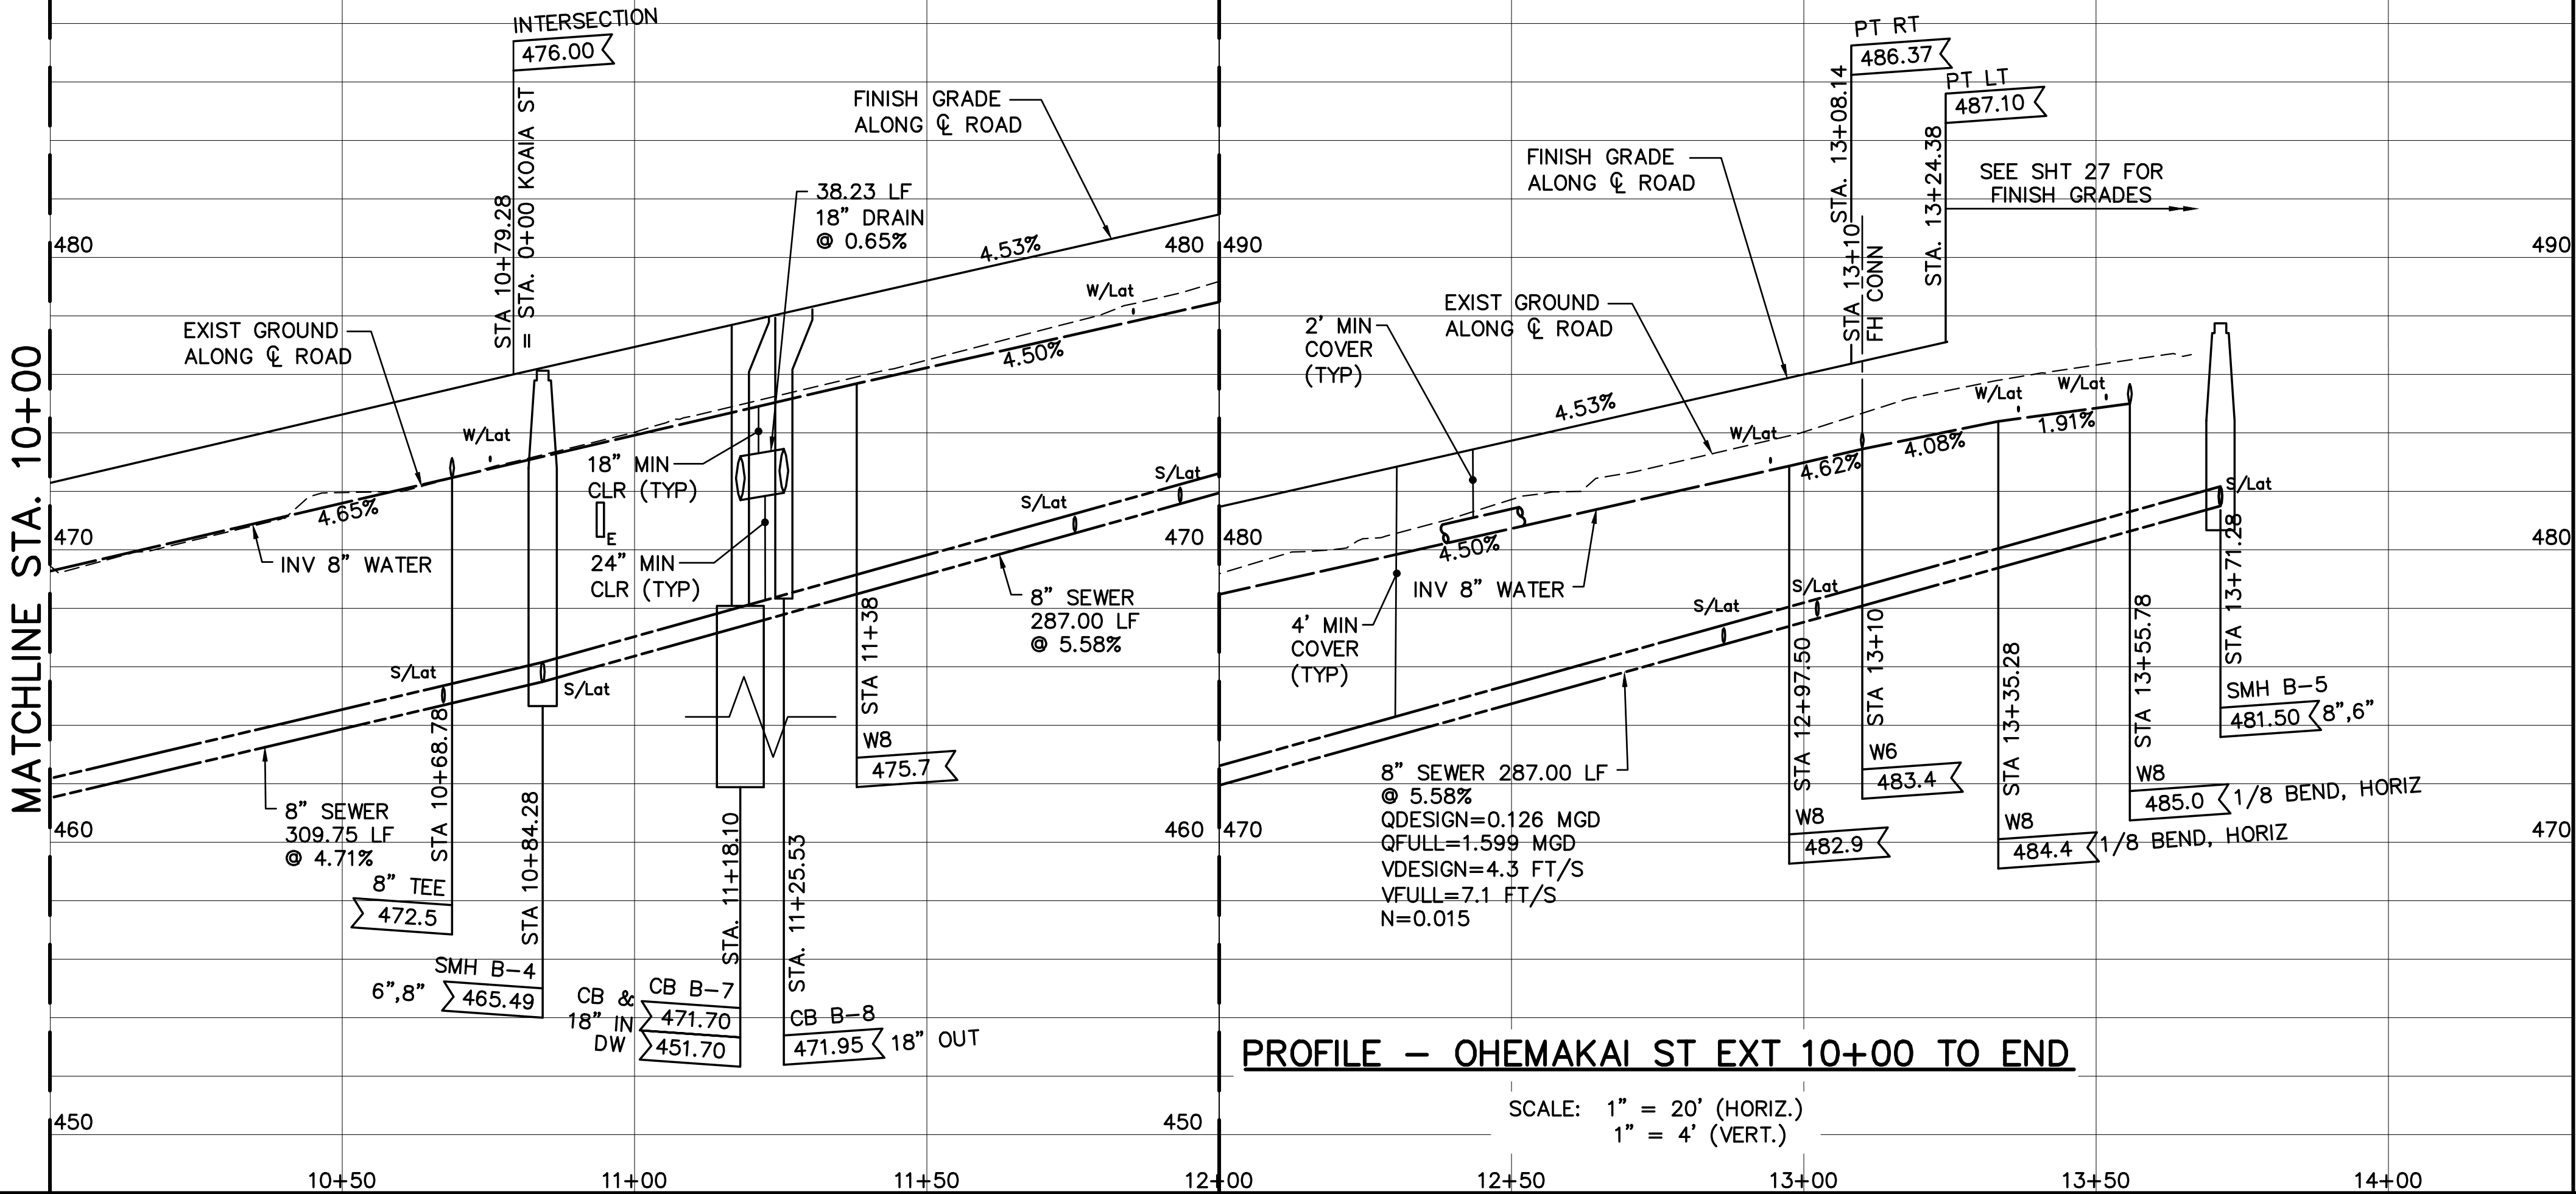 MATCHLINE STA. 10+00
INTERSECTION
476.00
STA 10+79.28
= STA. 0+00 KOAIA ST
FINISH GRADE
ALONG ℄ ROAD
38.23 LF
18" DRAIN
@ 0.65%
4.53%
480
480
490
W/Lat
EXIST GROUND
ALONG ℄ ROAD
4.50%
W/Lat
18" MIN
CLR (TYP)
4.65%
E
S/Lat
S/Lat
470
470
480
INV 8" WATER
24" MIN
CLR (TYP)
8" SEWER
287.00 LF
@ 5.58%
STA 11+38
W8
475.7
S/Lat
S/Lat
8" SEWER
309.75 LF
@ 4.71%
460
460
470
STA 10+68.78
8" TEE
472.5
STA 10+84.28
SMH B-4
6",8"
465.49
STA. 11+18.10
CB B-7
CB &
18" IN
471.70
DW
451.70
STA. 11+25.53
CB B-8
471.95
18" OUT
450
450
PT RT
486.37
STA. 13+08.14
PT LT
487.10
STA. 13+24.38
STA 13+10
FH CONN
SEE SHT 27 FOR
FINISH GRADES
FINISH GRADE
ALONG ℄ ROAD
490
EXIST GROUND
ALONG ℄ ROAD
2' MIN
COVER
(TYP)
4.53%
W/Lat
W/Lat
W/Lat
4.62%
4.08%
1.91%
4.50%
INV 8" WATER
S/Lat
480
4' MIN
COVER
(TYP)
S/Lat
S/Lat
STA 13+71.28
SMH B-5
481.50
8",6"
8" SEWER 287.00 LF
@ 5.58%
QDESIGN=0.126 MGD
QFULL=1.599 MGD
VDESIGN=4.3 FT/S
VFULL=7.1 FT/S
N=0.015
STA 12+97.50
W8
482.9
STA 13+10
W6
483.4
STA 13+35.28
W8
484.4
1/8 BEND, HORIZ
STA 13+55.78
W8
485.0
1/8 BEND, HORIZ
470
PROFILE - OHEMAKAI ST EXT 10+00 TO END
SCALE: 1" = 20' (HORIZ.)
1" = 4' (VERT.)
10+50
11+00
11+50
12+00
12+50
13+00
13+50
14+00